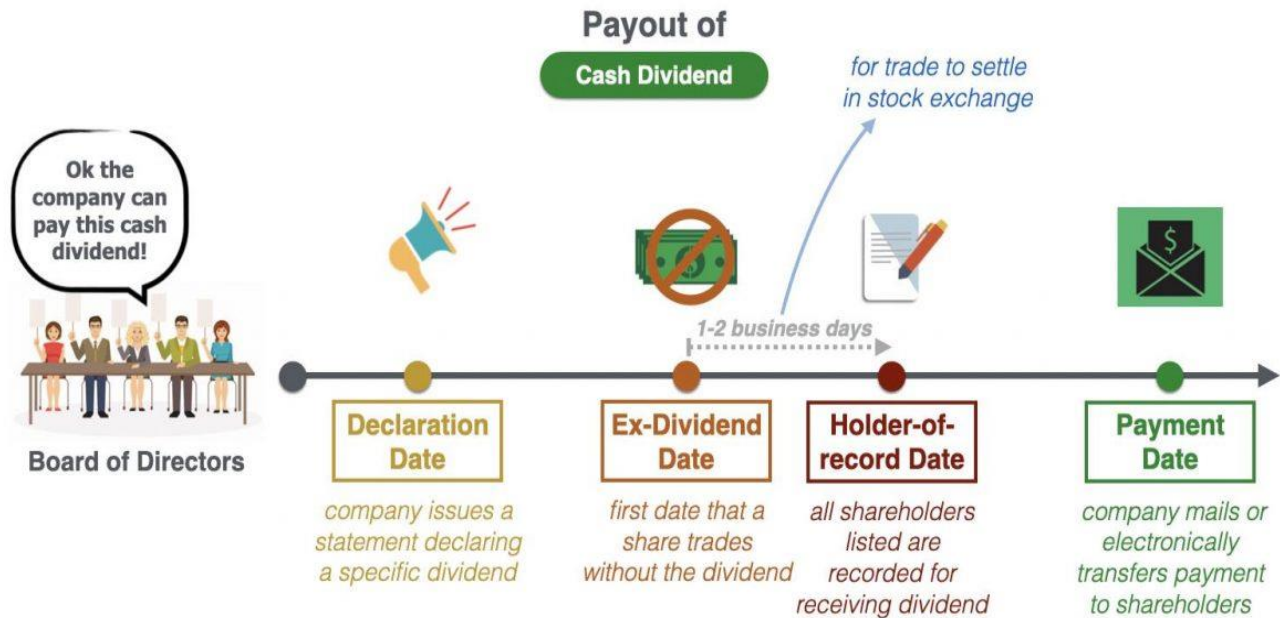 Payout of
Cash Dividend
for trade to settle
in stock exchange
Ok the
company can
pay this cash
dividend!
$
$
1-2 business days
Board of Directors
Declaration
Date
company issues a
statement declaring
a specific dividend
Ex-Dividend
Date
first date that a
share trades
without the dividend
Holder-of-
record Date
all shareholders
listed are
recorded for
receiving dividend
Payment
Date
company mails or
electronically
transfers payment
to shareholders